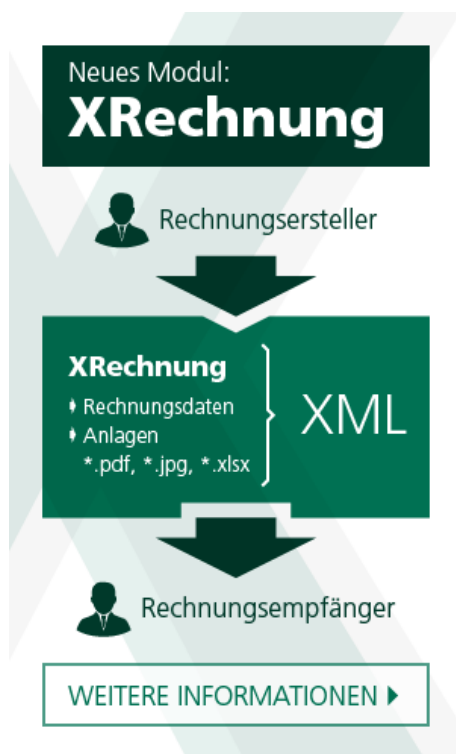 Neues Modul:
XRechnung
Rechnungsersteller
XRechnung
Rechnungsdaten
Anlagen
*.pdf, *.jpg, *.xlsx
XML
Rechnungsempfänger
WEITERE INFORMATIONEN